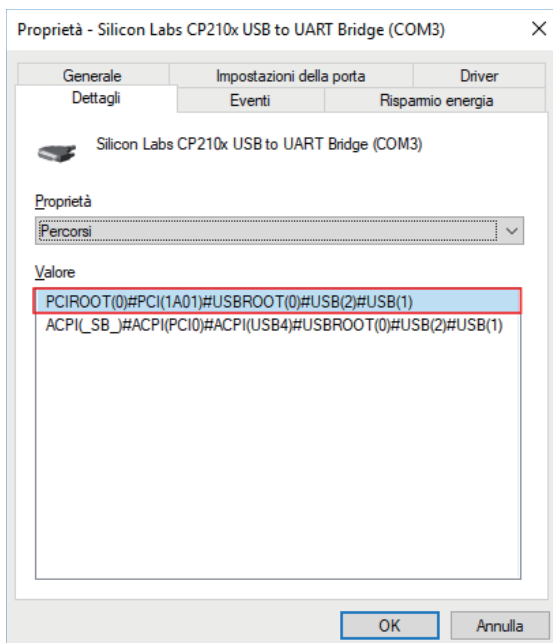 Proprietà - Silicon Labs CP210x USB to UART Bridge (COM3)
Generale Impostazioni della porta Driver
Dettagli Eventi Risparmio energia
Silicon Labs CP210x USB to UART Bridge (COM3)
Proprietà
Percorsi
Valore
PCIROOT(0)#PCI(1A01)#USBROOT(0)#USB(2)#USB(1)
ACPI(_SB_)#ACPI(PCI0)#ACPI(USB4)#USBROOT(0)#USB(2)#USB(1)
OK Annulla